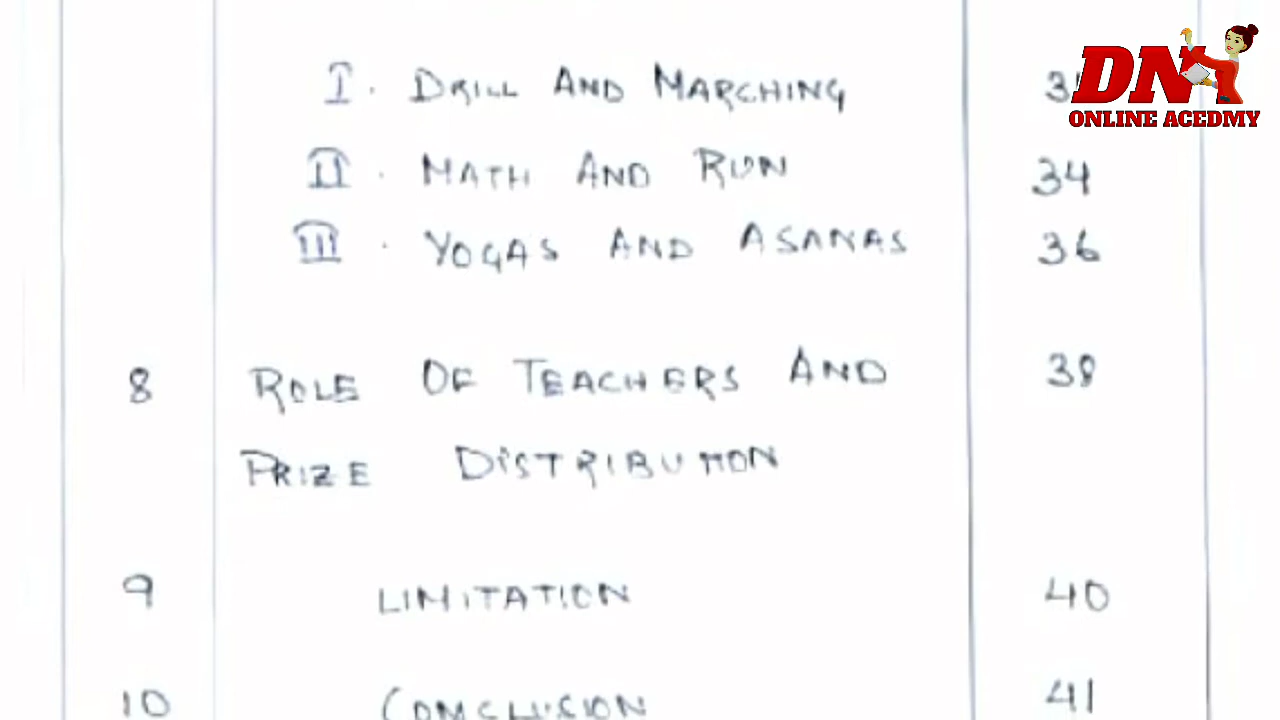 I. DRILL AND MARCHING
DN
ONLINE ACEDMY
II. MATH AND RUN 34
III. YOGAS AND ASANAS 36
8 ROLE OF TEACHERS AND 38
PRIZE DISTRIBUTION
9 LIMITATION 40
10 CONCLUSION 41